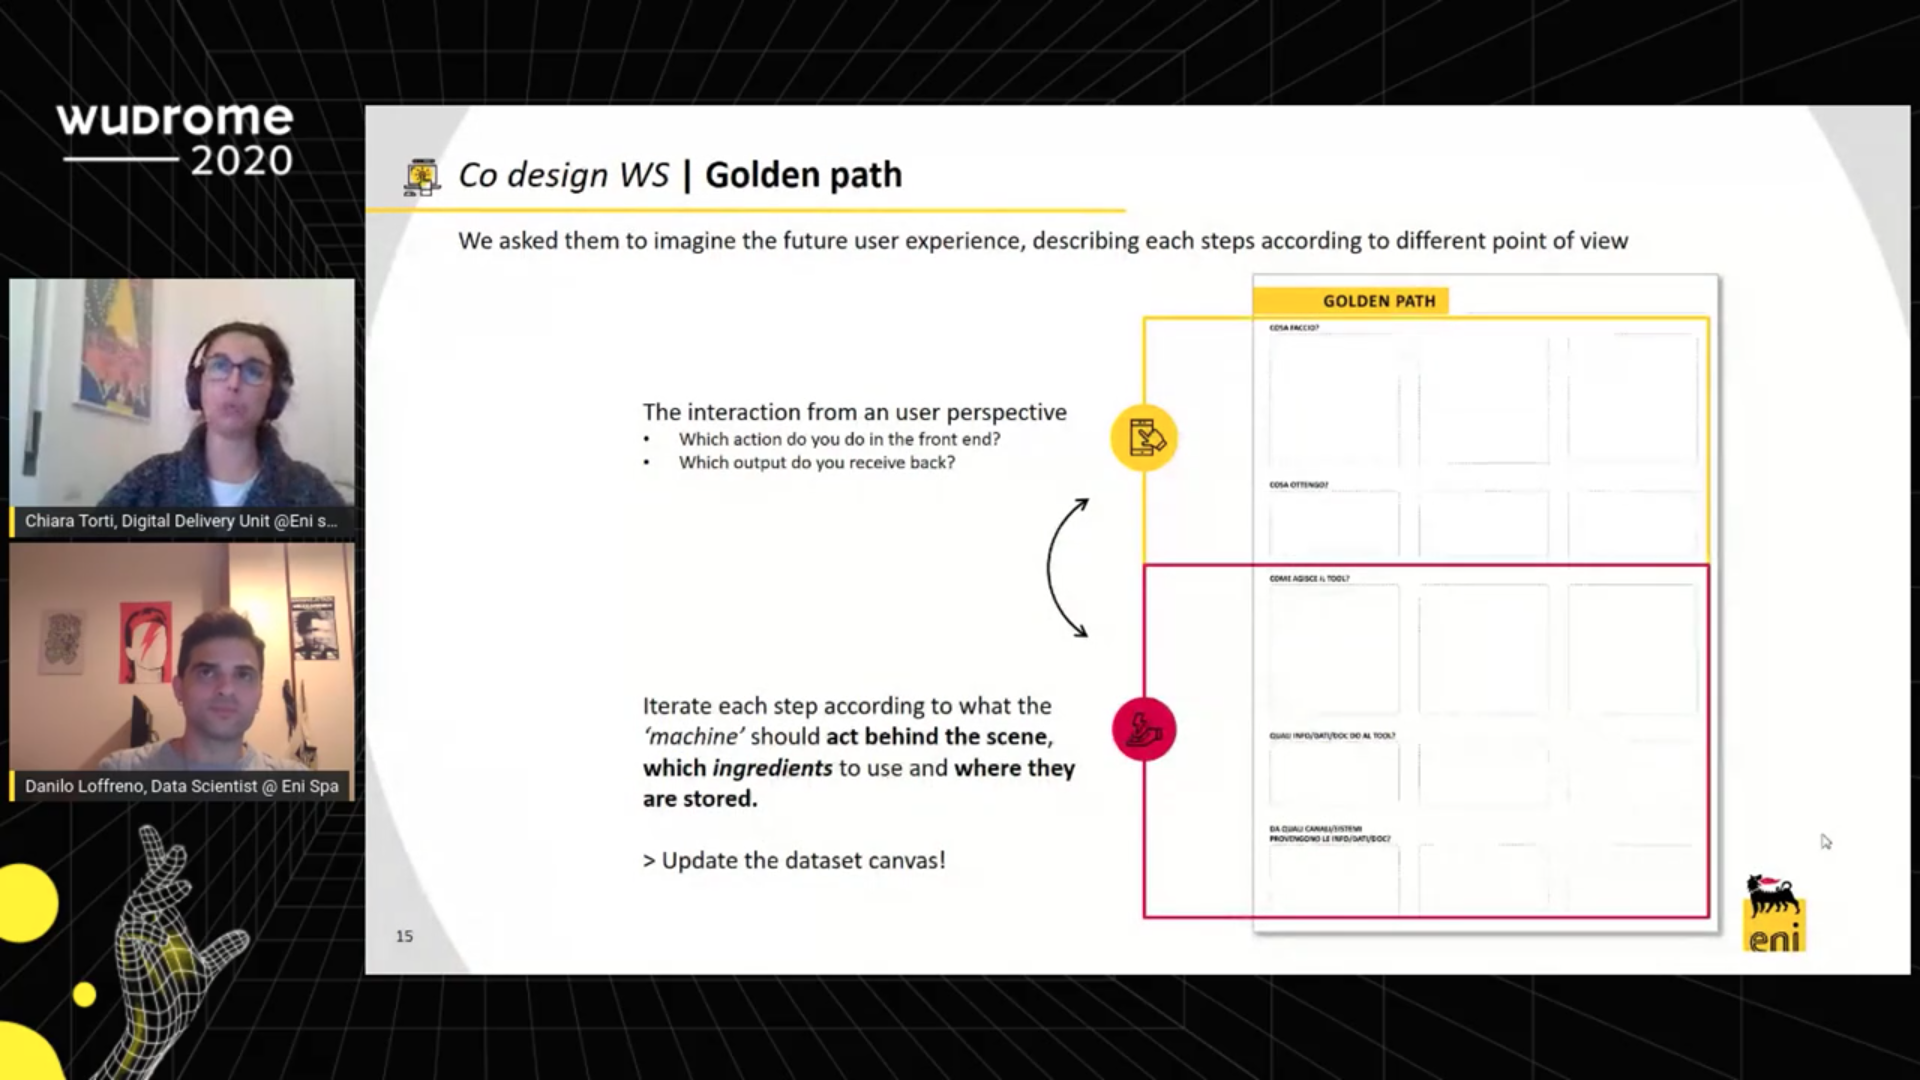 wuDrome
2020
Co design WS | Golden path
We asked them to imagine the future user experience, describing each steps according to different point of view
GOLDEN PATH
COSA FACCIO?
The interaction from an user perspective
• Which action do you do in the front end?
• Which output do you receive back?
COSA OTTENGO?
Chiara Torti, Digital Delivery Unit @Eni s...
COME AGISCE IL TOOL?
Iterate each step according to what the
‘machine’ should act behind the scene,
which ingredients to use and where they
are stored.
QUALI INFO/DATI/DOC DO AL TOOL?
Danilo Loffreno, Data Scientist @ Eni Spa
DA QUALI CANALI/SISTEMI
PROVENGONO LE INFO/DATI/DOC?
> Update the dataset canvas!
15
eni